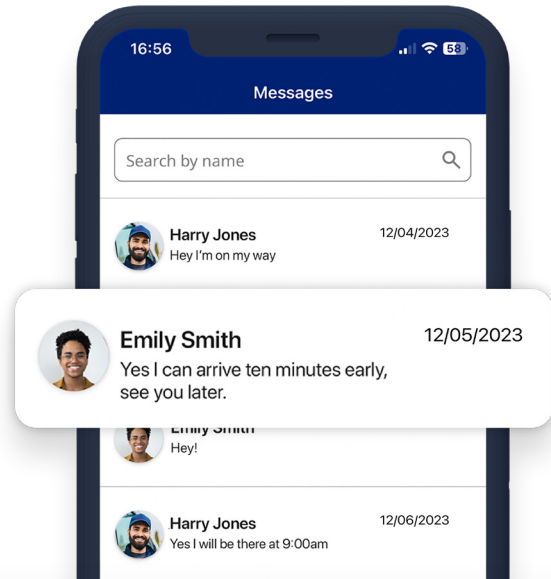 16:56
58
Messages
Search by name
Harry Jones
12/04/2023
Hey I'm on my way
Emily Smith
12/05/2023
Yes I can arrive ten minutes early,
see you later.
Emily Smith
Hey!
Harry Jones
12/06/2023
Yes I will be there at 9:00am